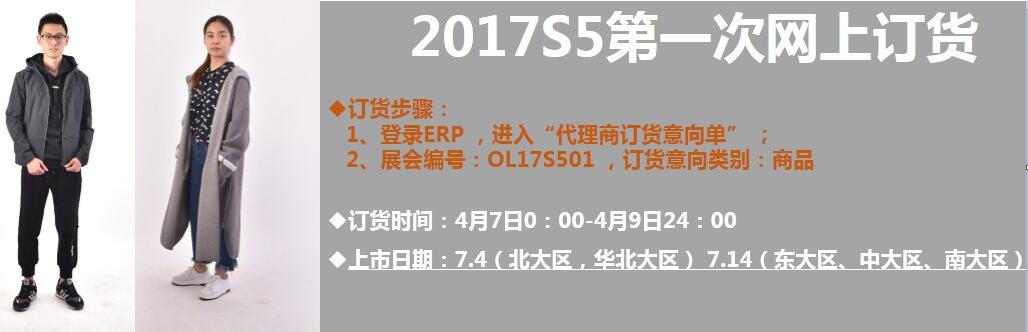 2017S5第一次网上订货
◆订货步骤：
1、登录ERP ，进入“代理商订货意向单” ；
2、展会编号：OL17S501 ，订货意向类别：商品
◆订货时间：4月7日0：00-4月9日24：00
◆上市日期：7.4（北大区，华北大区） 7.14（东大区、中大区、南大区）